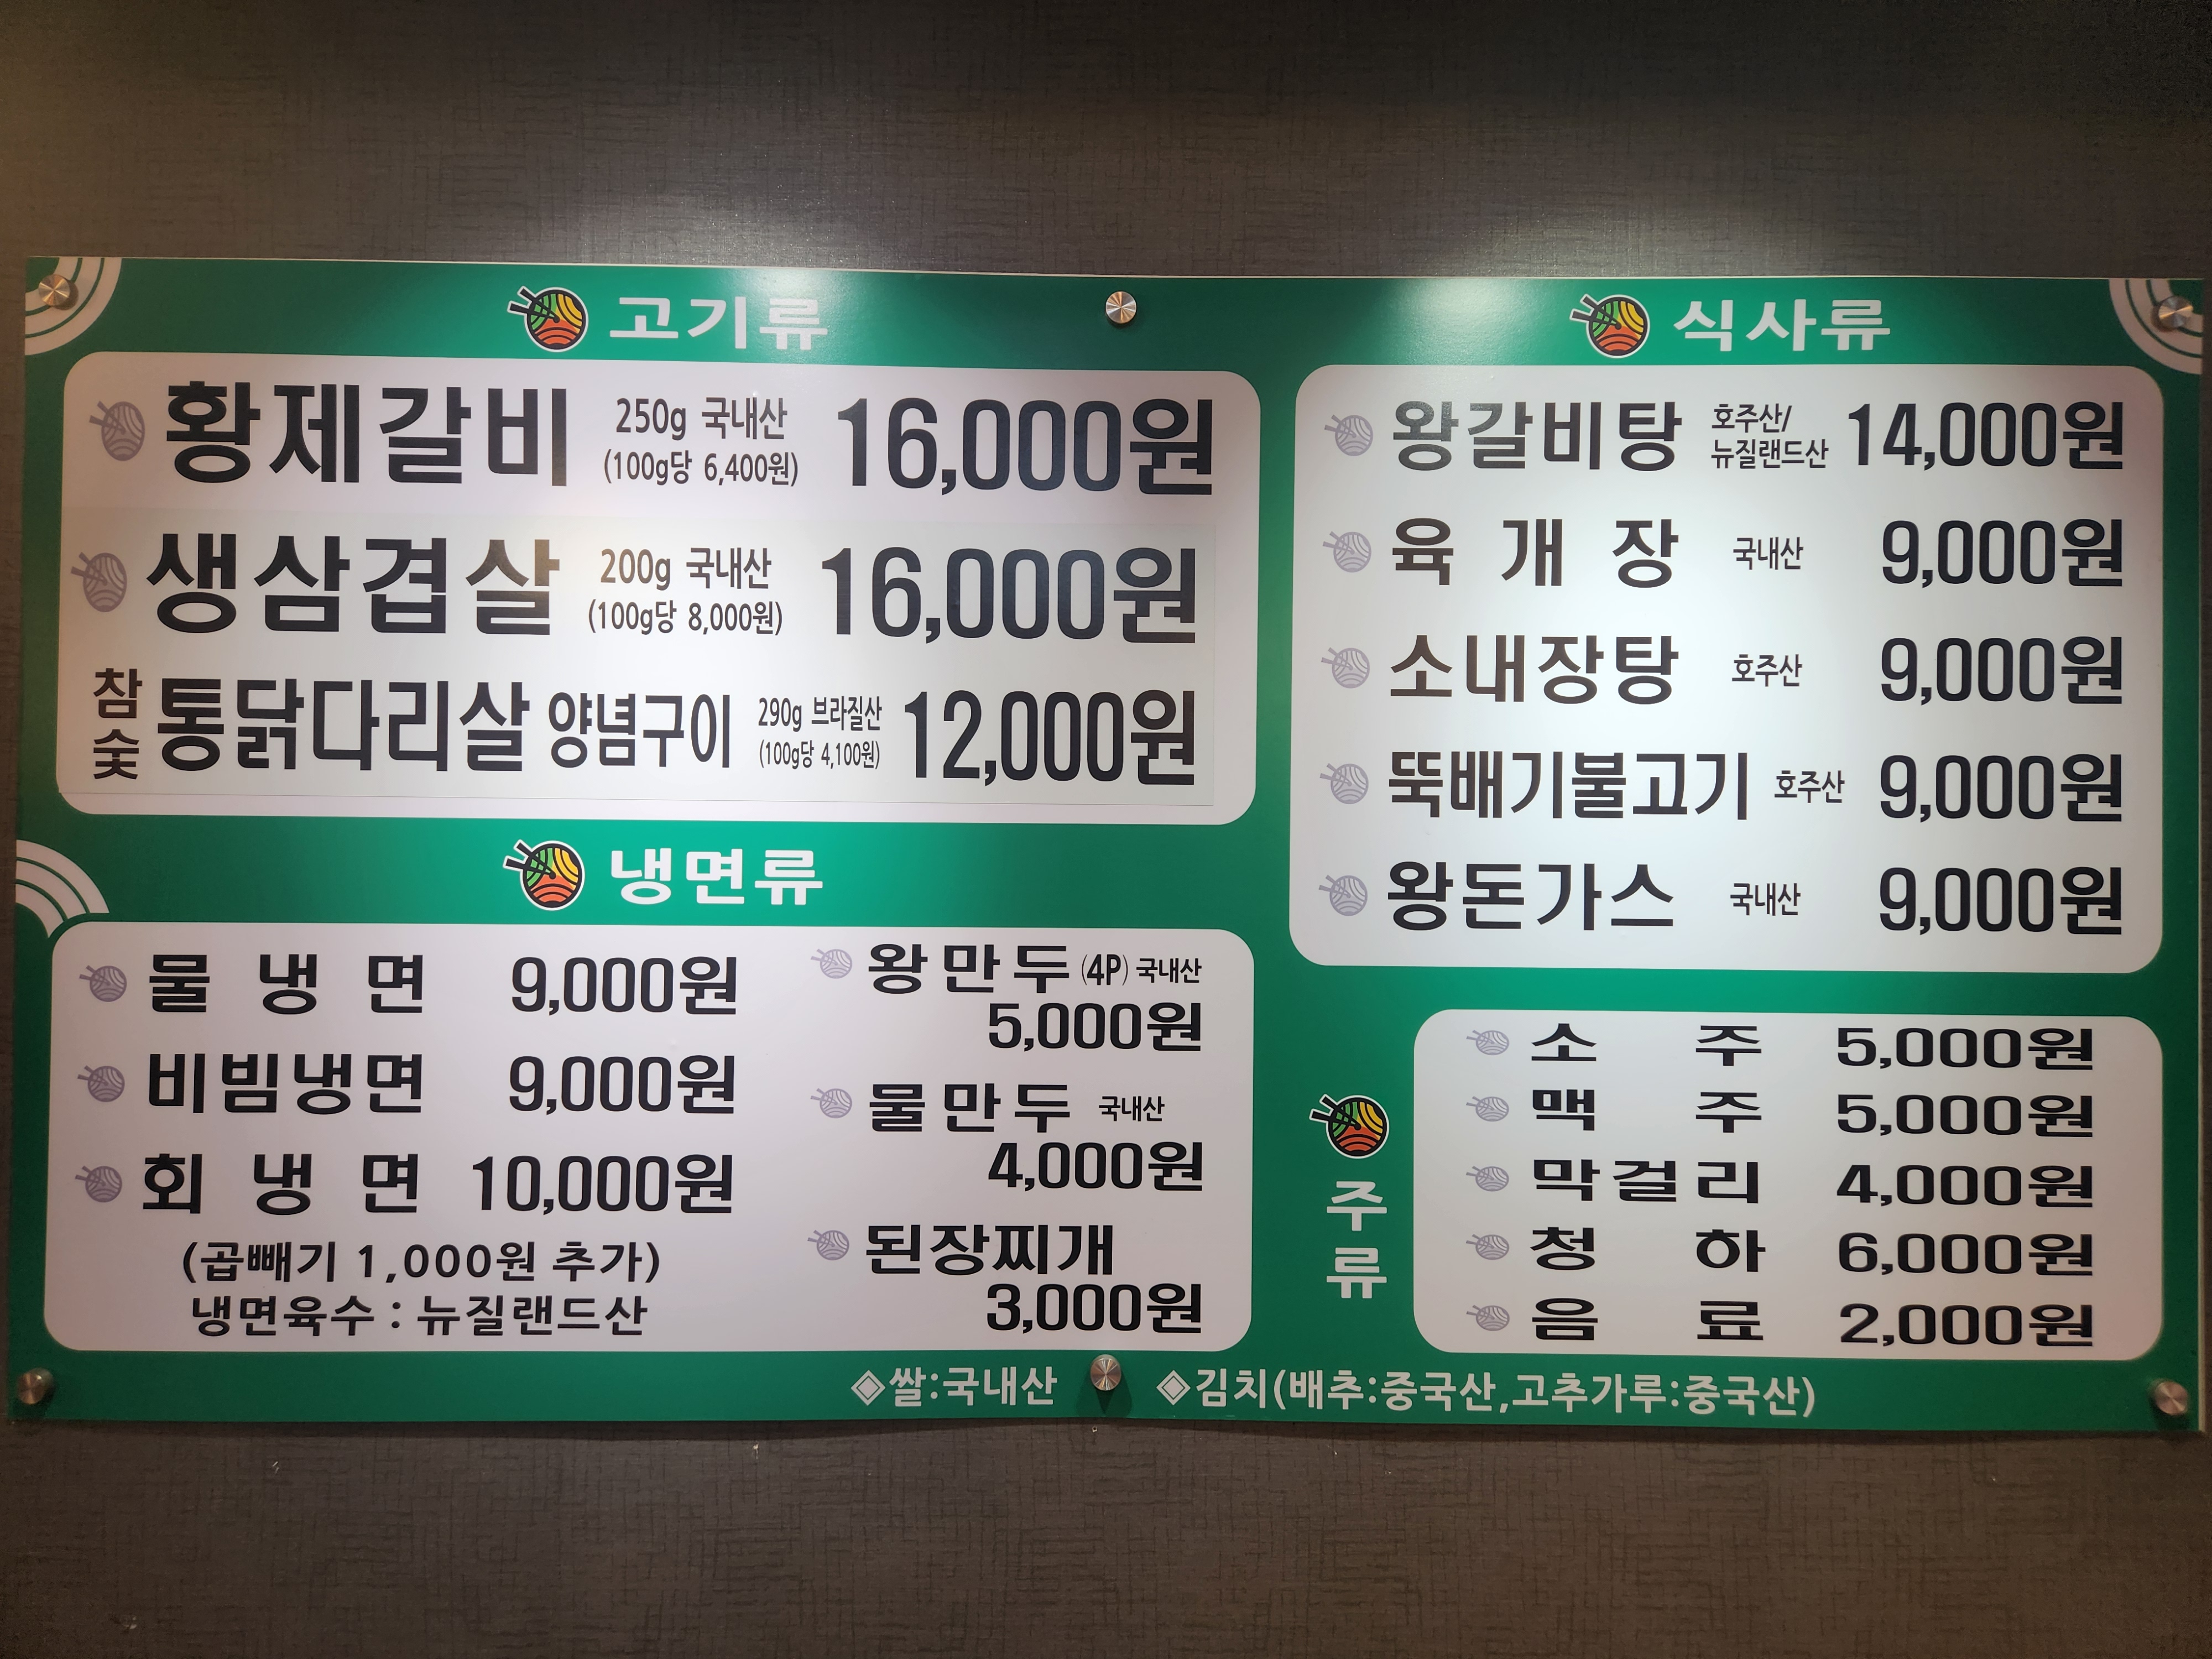 고기류
황제갈비 250g 국내산 (100g당 6,400원) 16,000원
생삼겹살 200g 국내산 (100g당 8,000원) 16,000원
참숯 통닭다리살 양념구이 290g 브라질산 (100g당 4,100원) 12,000원
냉면류
물냉면 9,000원
비빔냉면 9,000원
회냉면 10,000원
(곱빼기 1,000원 추가)
냉면육수 : 뉴질랜드산
왕만두 (4P) 국내산
5,000원
물만두 국내산
4,000원
된장찌개
3,000원
식사류
왕갈비탕 호주산/뉴질랜드산 14,000원
육개장 국내산 9,000원
소내장탕 호주산 9,000원
뚝배기불고기 호주산 9,000원
왕돈가스 국내산 9,000원
주류
소주 5,000원
맥주 5,000원
막걸리 4,000원
청하 6,000원
음료 2,000원
◈쌀:국내산 ◈김치(배추:중국산,고추가루:중국산)